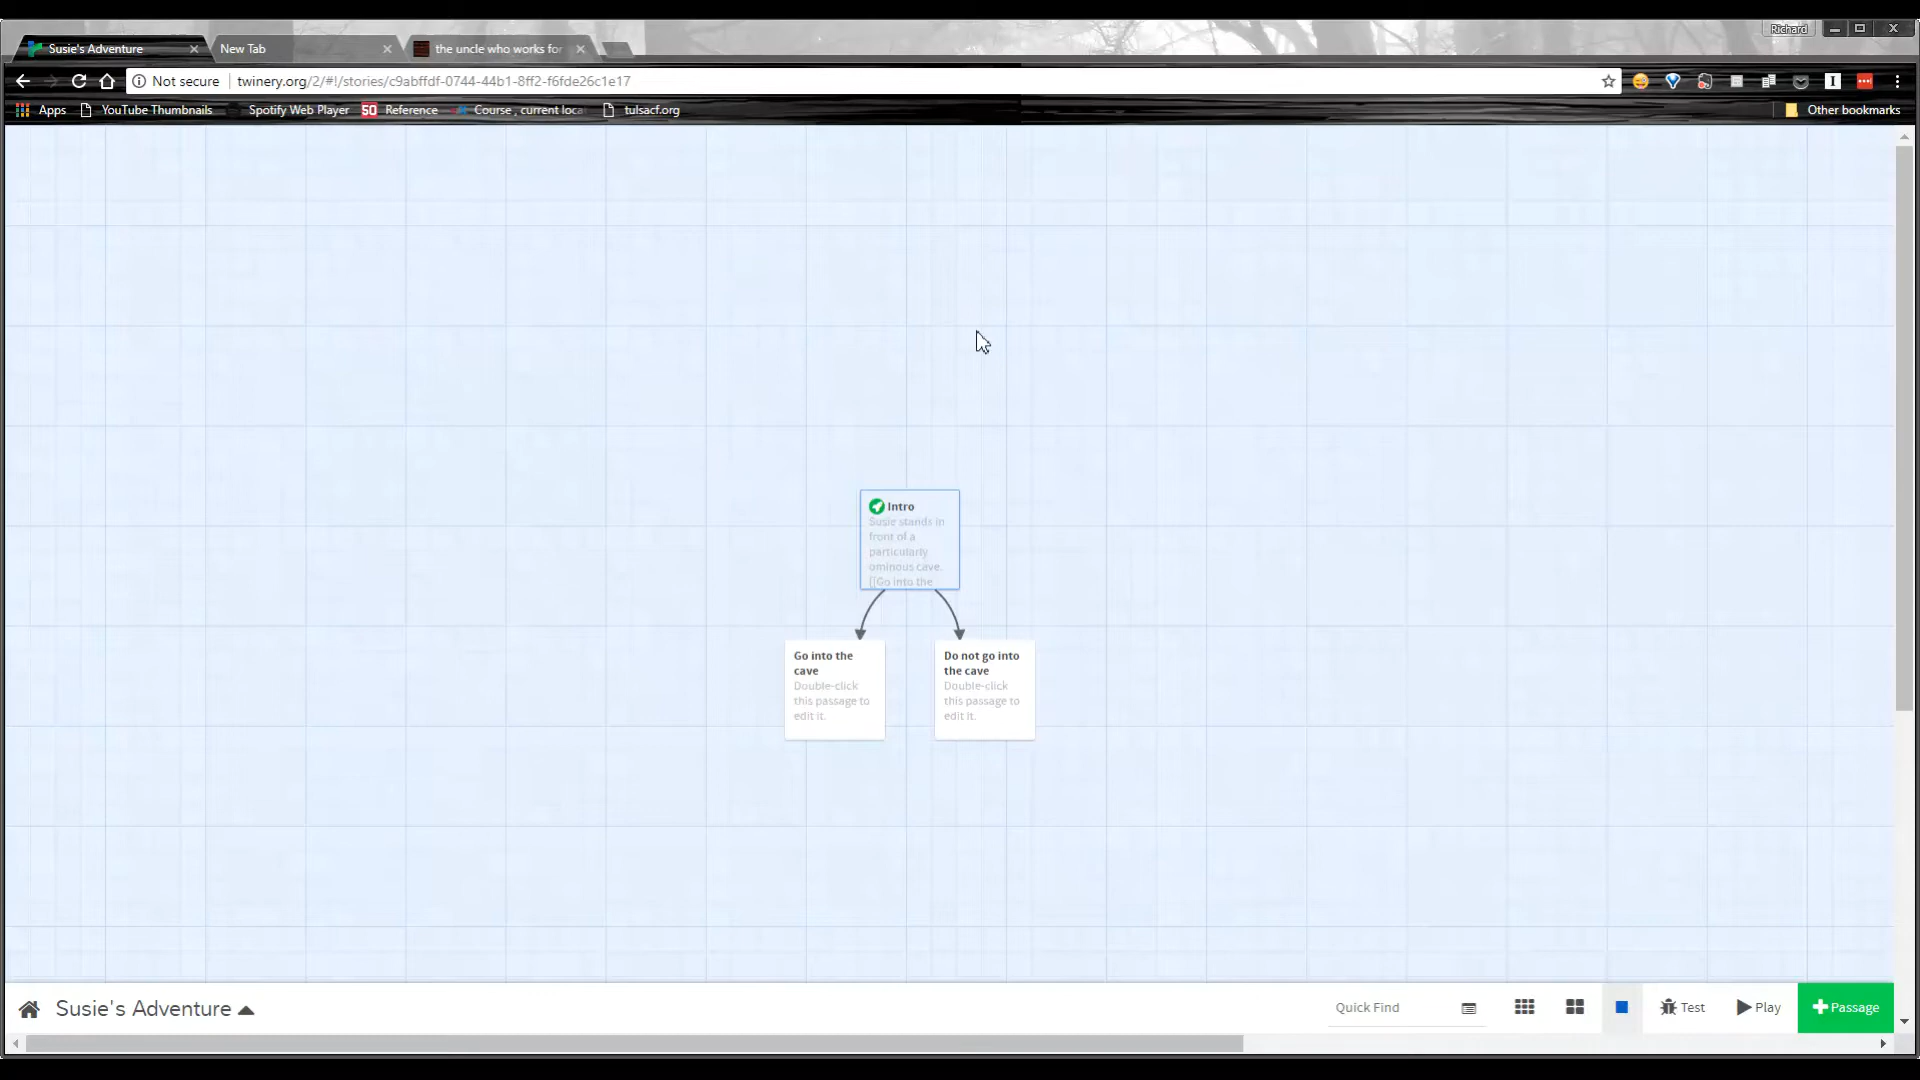 Richard
Susie's Adventure
New Tab
the uncle who works for
Not secure
twinery.org/2/#!/stories/c9abffdf-0744-44b1-8ff2-f6fde26c1e17
Apps
YouTube Thumbnails
Spotify Web Player
50 Reference
Course , current loca
tulsacf.org
Other bookmarks
Intro
Susie stands in
front of a
particularly
ominous cave.
[[Go into the
Go into the
cave
Double-click
this passage to
edit it.
Do not go into
the cave
Double-click
this passage to
edit it.
Susie's Adventure
Quick Find
Test
Play
Passage